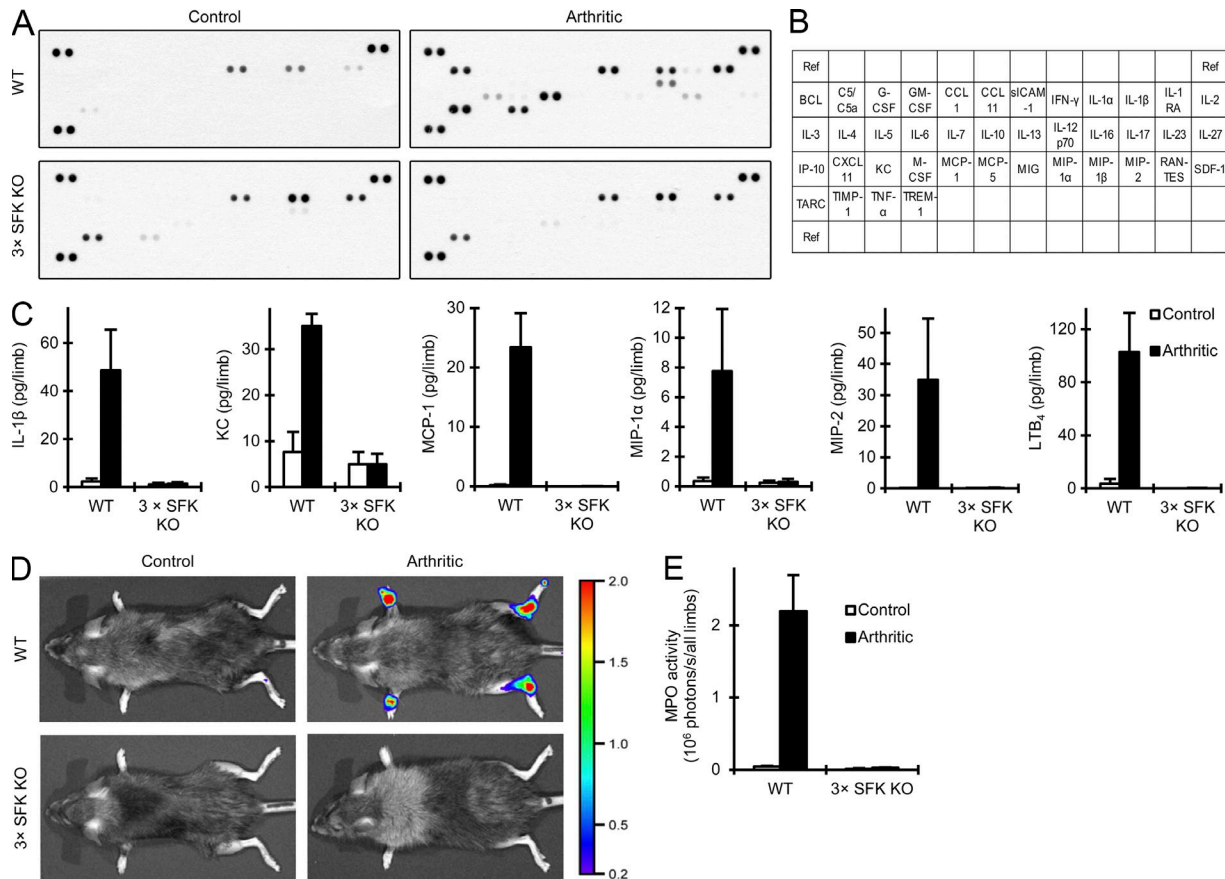 A
Control
Arthritic
WT
3× SFK KO
B
Ref Ref
BCL C5/ C5a G- CSF GM- CSF CCL 1 CCL 11 sICAM -1 IFN-γ IL-1α IL-1β IL-1 RA IL-2
IL-3 IL-4 IL-5 IL-6 IL-7 IL-10 IL-13 IL-12 p70 IL-16 IL-17 IL-23 IL-27
IP-10 CXCL 11 KC M- CSF MCP- 1 MCP- 5 MIG MIP- 1α MIP- 1β MIP- 2 RAN- TES SDF-1
TARC TIMP- 1 TNF- α TREM- 1
Ref
C
IL-1β (pg/limb)
60
40
20
0
WT
3 × SFK
KO
KC (pg/limb)
30
20
10
0
WT
3× SFK
KO
MCP-1 (pg/limb)
30
20
10
0
WT
3× SFK
KO
MIP-1α (pg/limb)
12
10
8
6
4
2
0
WT
3× SFK
KO
MIP-2 (pg/limb)
50
40
30
20
10
0
WT
3× SFK
KO
LTB4 (pg/limb)
120
80
40
0
WT
3× SFK
KO
Control
Arthritic
D
Control
Arthritic
WT
3× SFK KO
2.0
1.5
1.0
0.5
0.2
E
MPO activity
(10⁶ photons/s/all limbs)
2
1
0
WT
3× SFK KO
Control
Arthritic